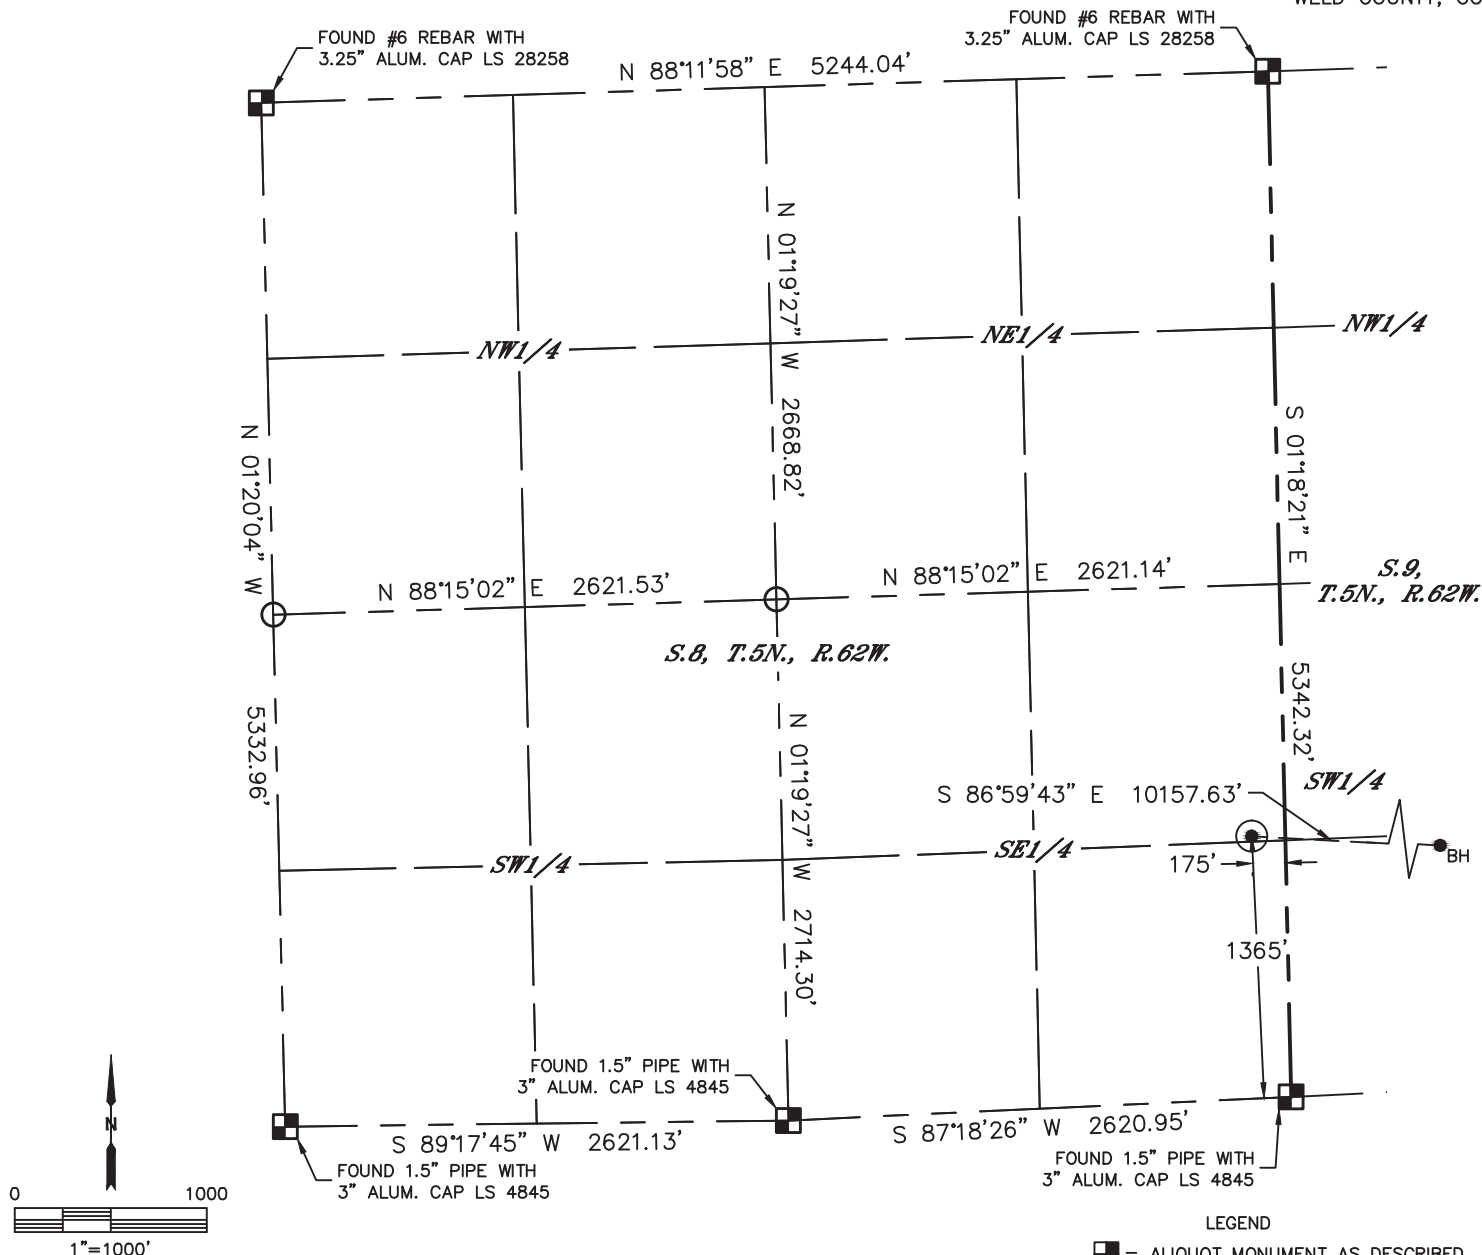 FOUND #6 REBAR WITH
3.25" ALUM. CAP LS 28258
FOUND #6 REBAR WITH
3.25" ALUM. CAP LS 28258
N 88°11'58" E 5244.04'
N 01°19'27" W 2668.82'
NW1/4
NE1/4
NW1/4
N 01°20'04" W
5332.96'
S 01°18'21" E
5342.32'
N 88°15'02" E 2621.53'
N 88°15'02" E 2621.14'
S.9,
T.5N., R.62W.
S.8, T.5N., R.62W.
N 01°19'27" W 2714.30'
S 86°59'43" E 10157.63'
SW1/4
SW1/4
SE1/4
175'
BH
1365'
FOUND 1.5" PIPE WITH
3" ALUM. CAP LS 4845
S 89°17'45" W 2621.13'
S 87°18'26" W 2620.95'
FOUND 1.5" PIPE WITH
3" ALUM. CAP LS 4845
FOUND 1.5" PIPE WITH
3" ALUM. CAP LS 4845
N
0 1000
1"=1000'
LEGEND
= ALIQUOT MONUMENT AS DESCRIBED